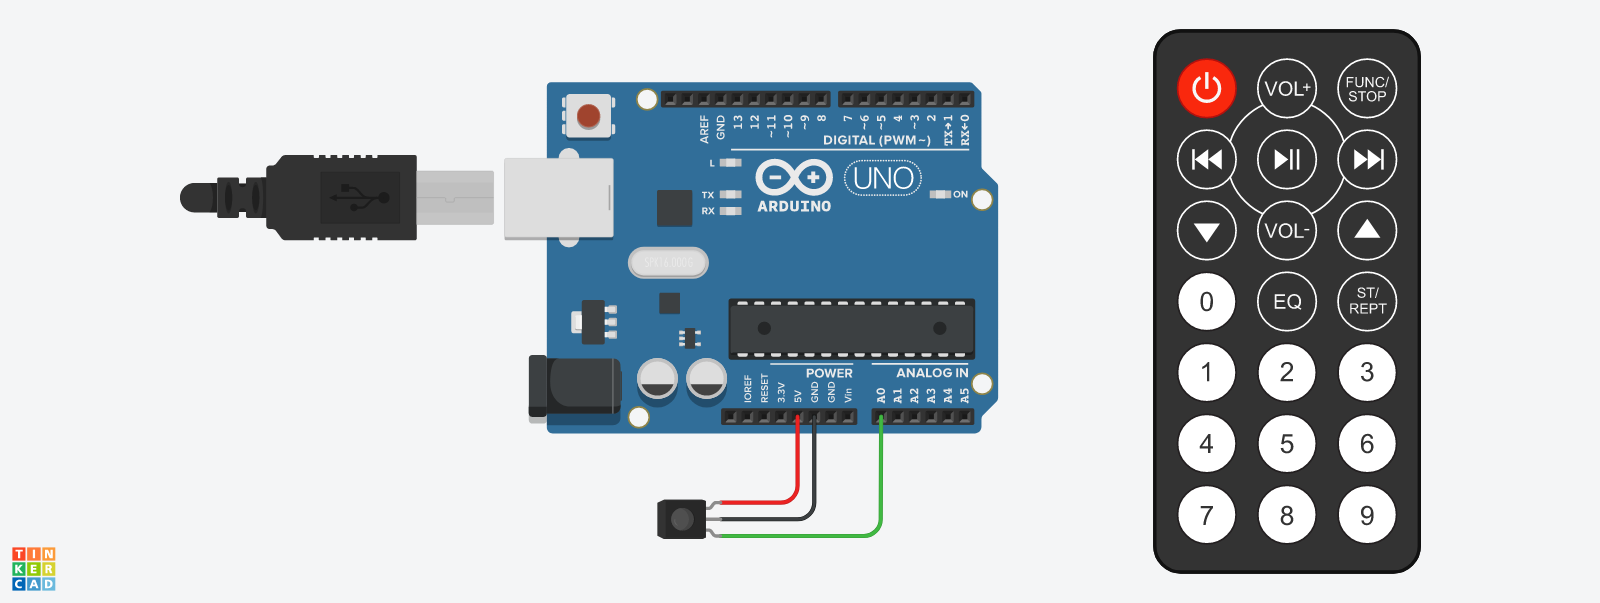 AREF
GND
13
12
~11
~10
~9
8
7
~6
~5
4
~3
2
TX→1
RX←0
DIGITAL (PWM~)
L
TX
RX
ARDUINO
UNO
ON
POWER
ANALOG IN
IOREF
RESET
3.3V
5V
GND
GND
Vin
A0
A1
A2
A3
A4
A5
VOL+
FUNC/
STOP
VOL-
0
EQ
ST/
REPT
1 2 3
4 5 6
7 8 9
TIN
KER
CAD